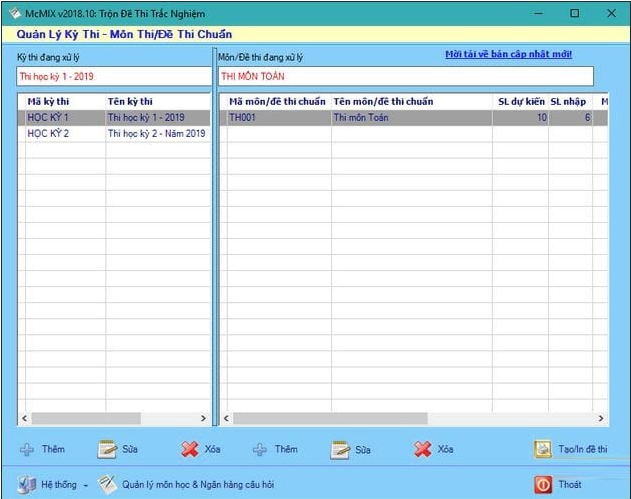 McMIX v2018.10: Trộn Đề Thi Trắc Nghiệm
Quản Lý Kỳ Thi - Môn Thi/Đề Thi Chuẩn
Kỳ thi đang xử lý
Môn/Đề thi đang xử lý
Mời tải về bản cập nhật mới!
Thi học kỳ 1 - 2019
THI MÔN TOÁN
Mã kỳ thi Tên kỳ thi
HỌC KỲ 1 Thi học kỳ 1 - 2019
HỌC KỲ 2 Thi học kỳ 2 - Năm 2019
Mã môn/đề thi chuẩn Tên môn/đề thi chuẩn SL dự kiến SL nhập M
TH001 Thi môn Toán 10 6
Thêm Sửa Xóa Thêm Sửa Xóa Tạo/In đề thi
Hệ thống - Quản lý môn học & Ngân hàng câu hỏi Thoát